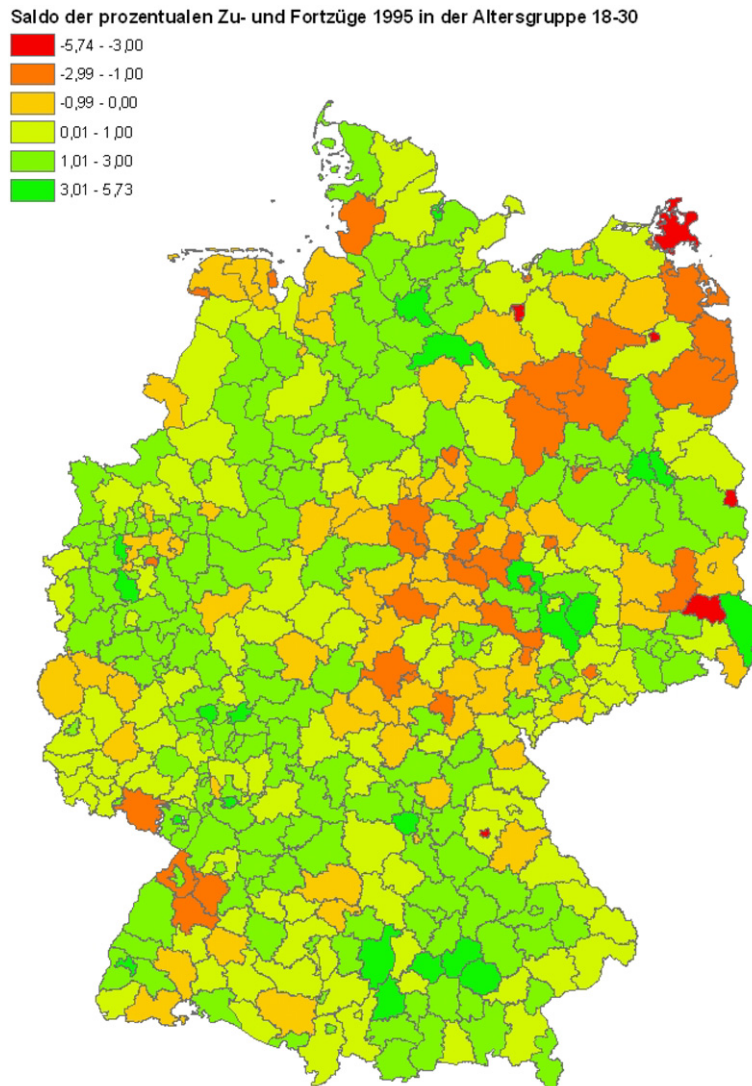 Saldo der prozentualen Zu- und Fortzüge 1995 in der Altersgruppe 18-30
-5,74 - -3,00
-2,99 - -1,00
-0,99 - 0,00
0,01 - 1,00
1,01 - 3,00
3,01 - 5,73